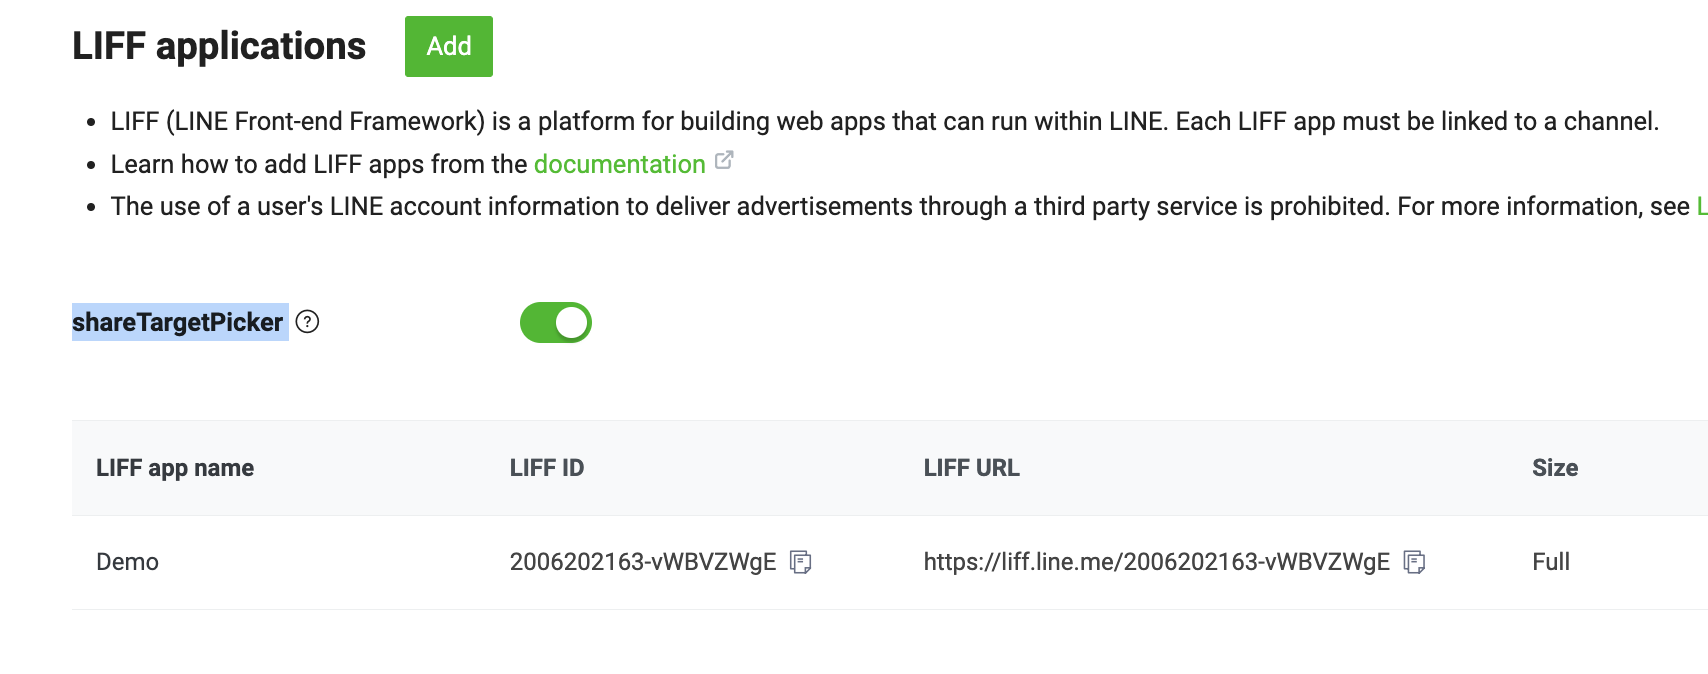 LIFF applications Add
LIFF (LINE Front-end Framework) is a platform for building web apps that can run within LINE. Each LIFF app must be linked to a channel.
Learn how to add LIFF apps from the documentation
The use of a user's LINE account information to deliver advertisements through a third party service is prohibited. For more information, see
shareTargetPicker ?
LIFF app name LIFF ID LIFF URL Size
Demo 2006202163-vWBVZWgE https://liff.line.me/2006202163-vWBVZWgE Full